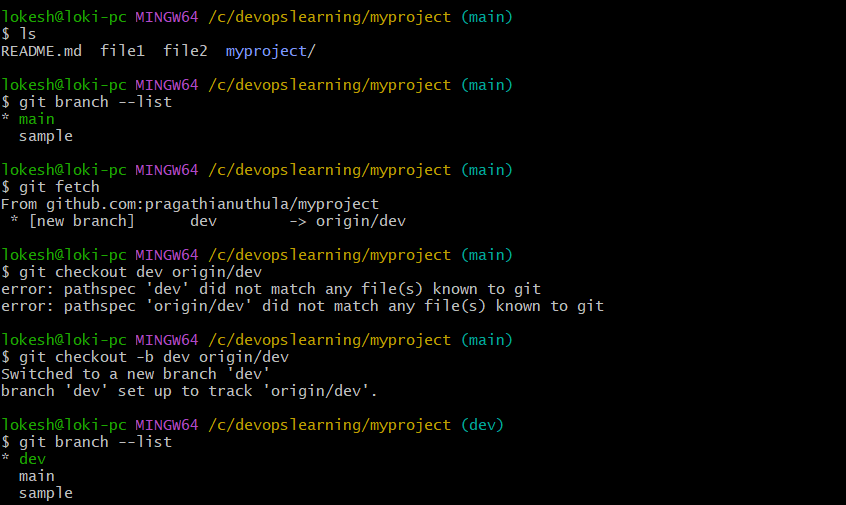 lokesh@loki-pc MINGW64 /c/devopslearning/myproject (main)
$ ls
README.md  file1  file2  myproject/
lokesh@loki-pc MINGW64 /c/devopslearning/myproject (main)
$ git branch --list
* main
  sample
lokesh@loki-pc MINGW64 /c/devopslearning/myproject (main)
$ git fetch
From github.com:pragathianuthula/myproject
 * [new branch]      dev        -> origin/dev
lokesh@loki-pc MINGW64 /c/devopslearning/myproject (main)
$ git checkout dev origin/dev
error: pathspec 'dev' did not match any file(s) known to git
error: pathspec 'origin/dev' did not match any file(s) known to git
lokesh@loki-pc MINGW64 /c/devopslearning/myproject (main)
$ git checkout -b dev origin/dev
Switched to a new branch 'dev'
branch 'dev' set up to track 'origin/dev'.
lokesh@loki-pc MINGW64 /c/devopslearning/myproject (dev)
$ git branch --list
* dev
  main
  sample